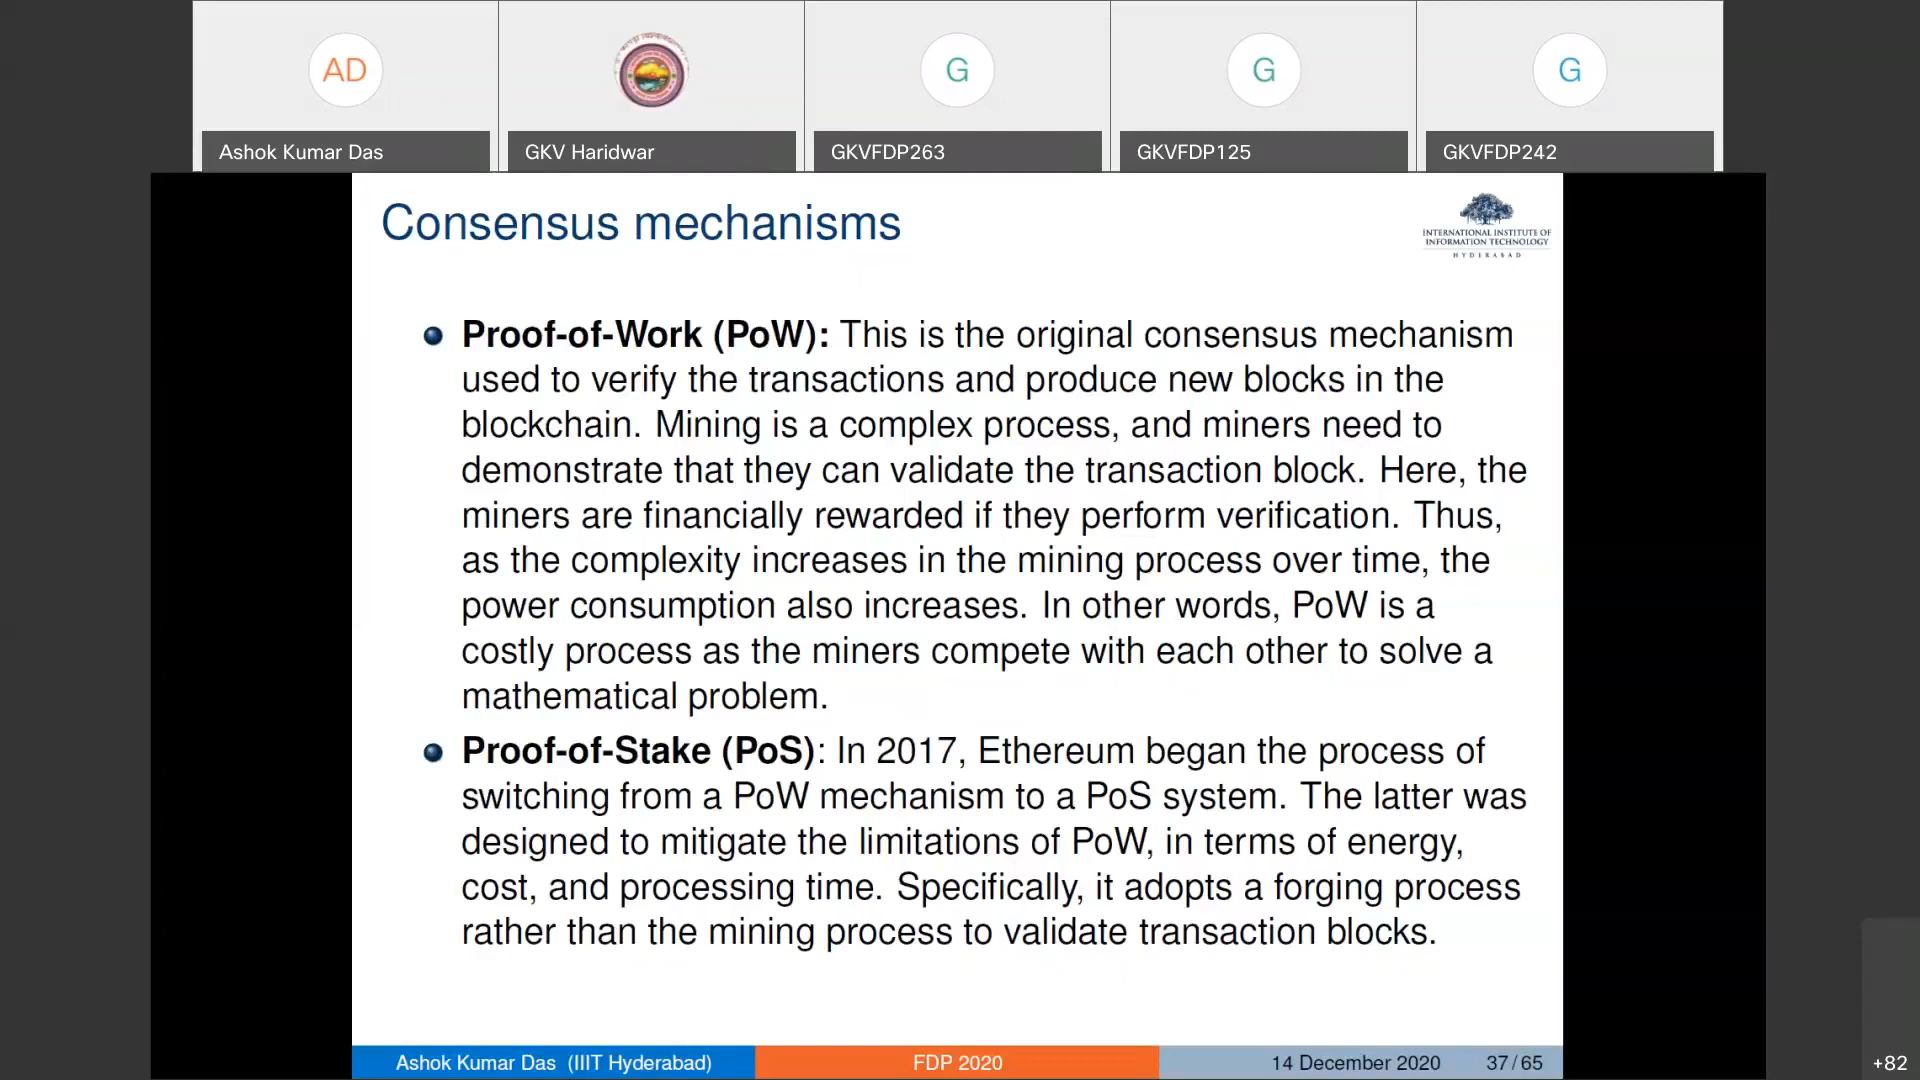 AD
G
G
G
Ashok Kumar Das
GKV Haridwar
GKVFDP263
GKVFDP125
GKVFDP242
Consensus mechanisms
INTERNATIONAL INSTITUTE OF
INFORMATION TECHNOLOGY
HYDERABAD
Proof-of-Work (PoW): This is the original consensus mechanism
used to verify the transactions and produce new blocks in the
blockchain. Mining is a complex process, and miners need to
demonstrate that they can validate the transaction block. Here, the
miners are financially rewarded if they perform verification. Thus,
as the complexity increases in the mining process over time, the
power consumption also increases. In other words, PoW is a
costly process as the miners compete with each other to solve a
mathematical problem.
Proof-of-Stake (PoS): In 2017, Ethereum began the process of
switching from a PoW mechanism to a PoS system. The latter was
designed to mitigate the limitations of PoW, in terms of energy,
cost, and processing time. Specifically, it adopts a forging process
rather than the mining process to validate transaction blocks.
Ashok Kumar Das (IIIT Hyderabad)
FDP 2020
14 December 2020
37/65
+82